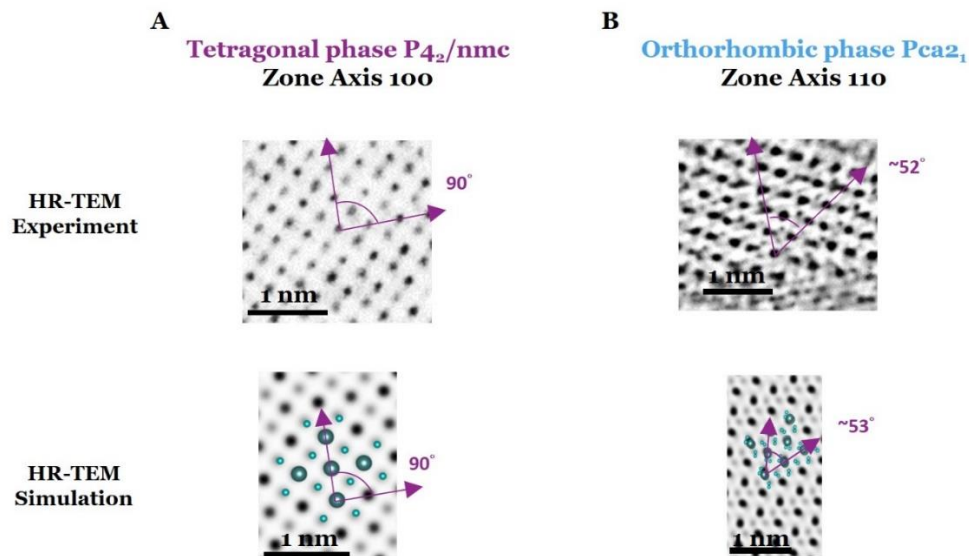 A
Tetragonal phase P4₂/nmc
Zone Axis 100
B
Orthorhombic phase Pca2₁
Zone Axis 110
HR-TEM
Experiment
90°
1 nm
~52°
1 nm
HR-TEM
Simulation
90°
1 nm
~53°
1 nm